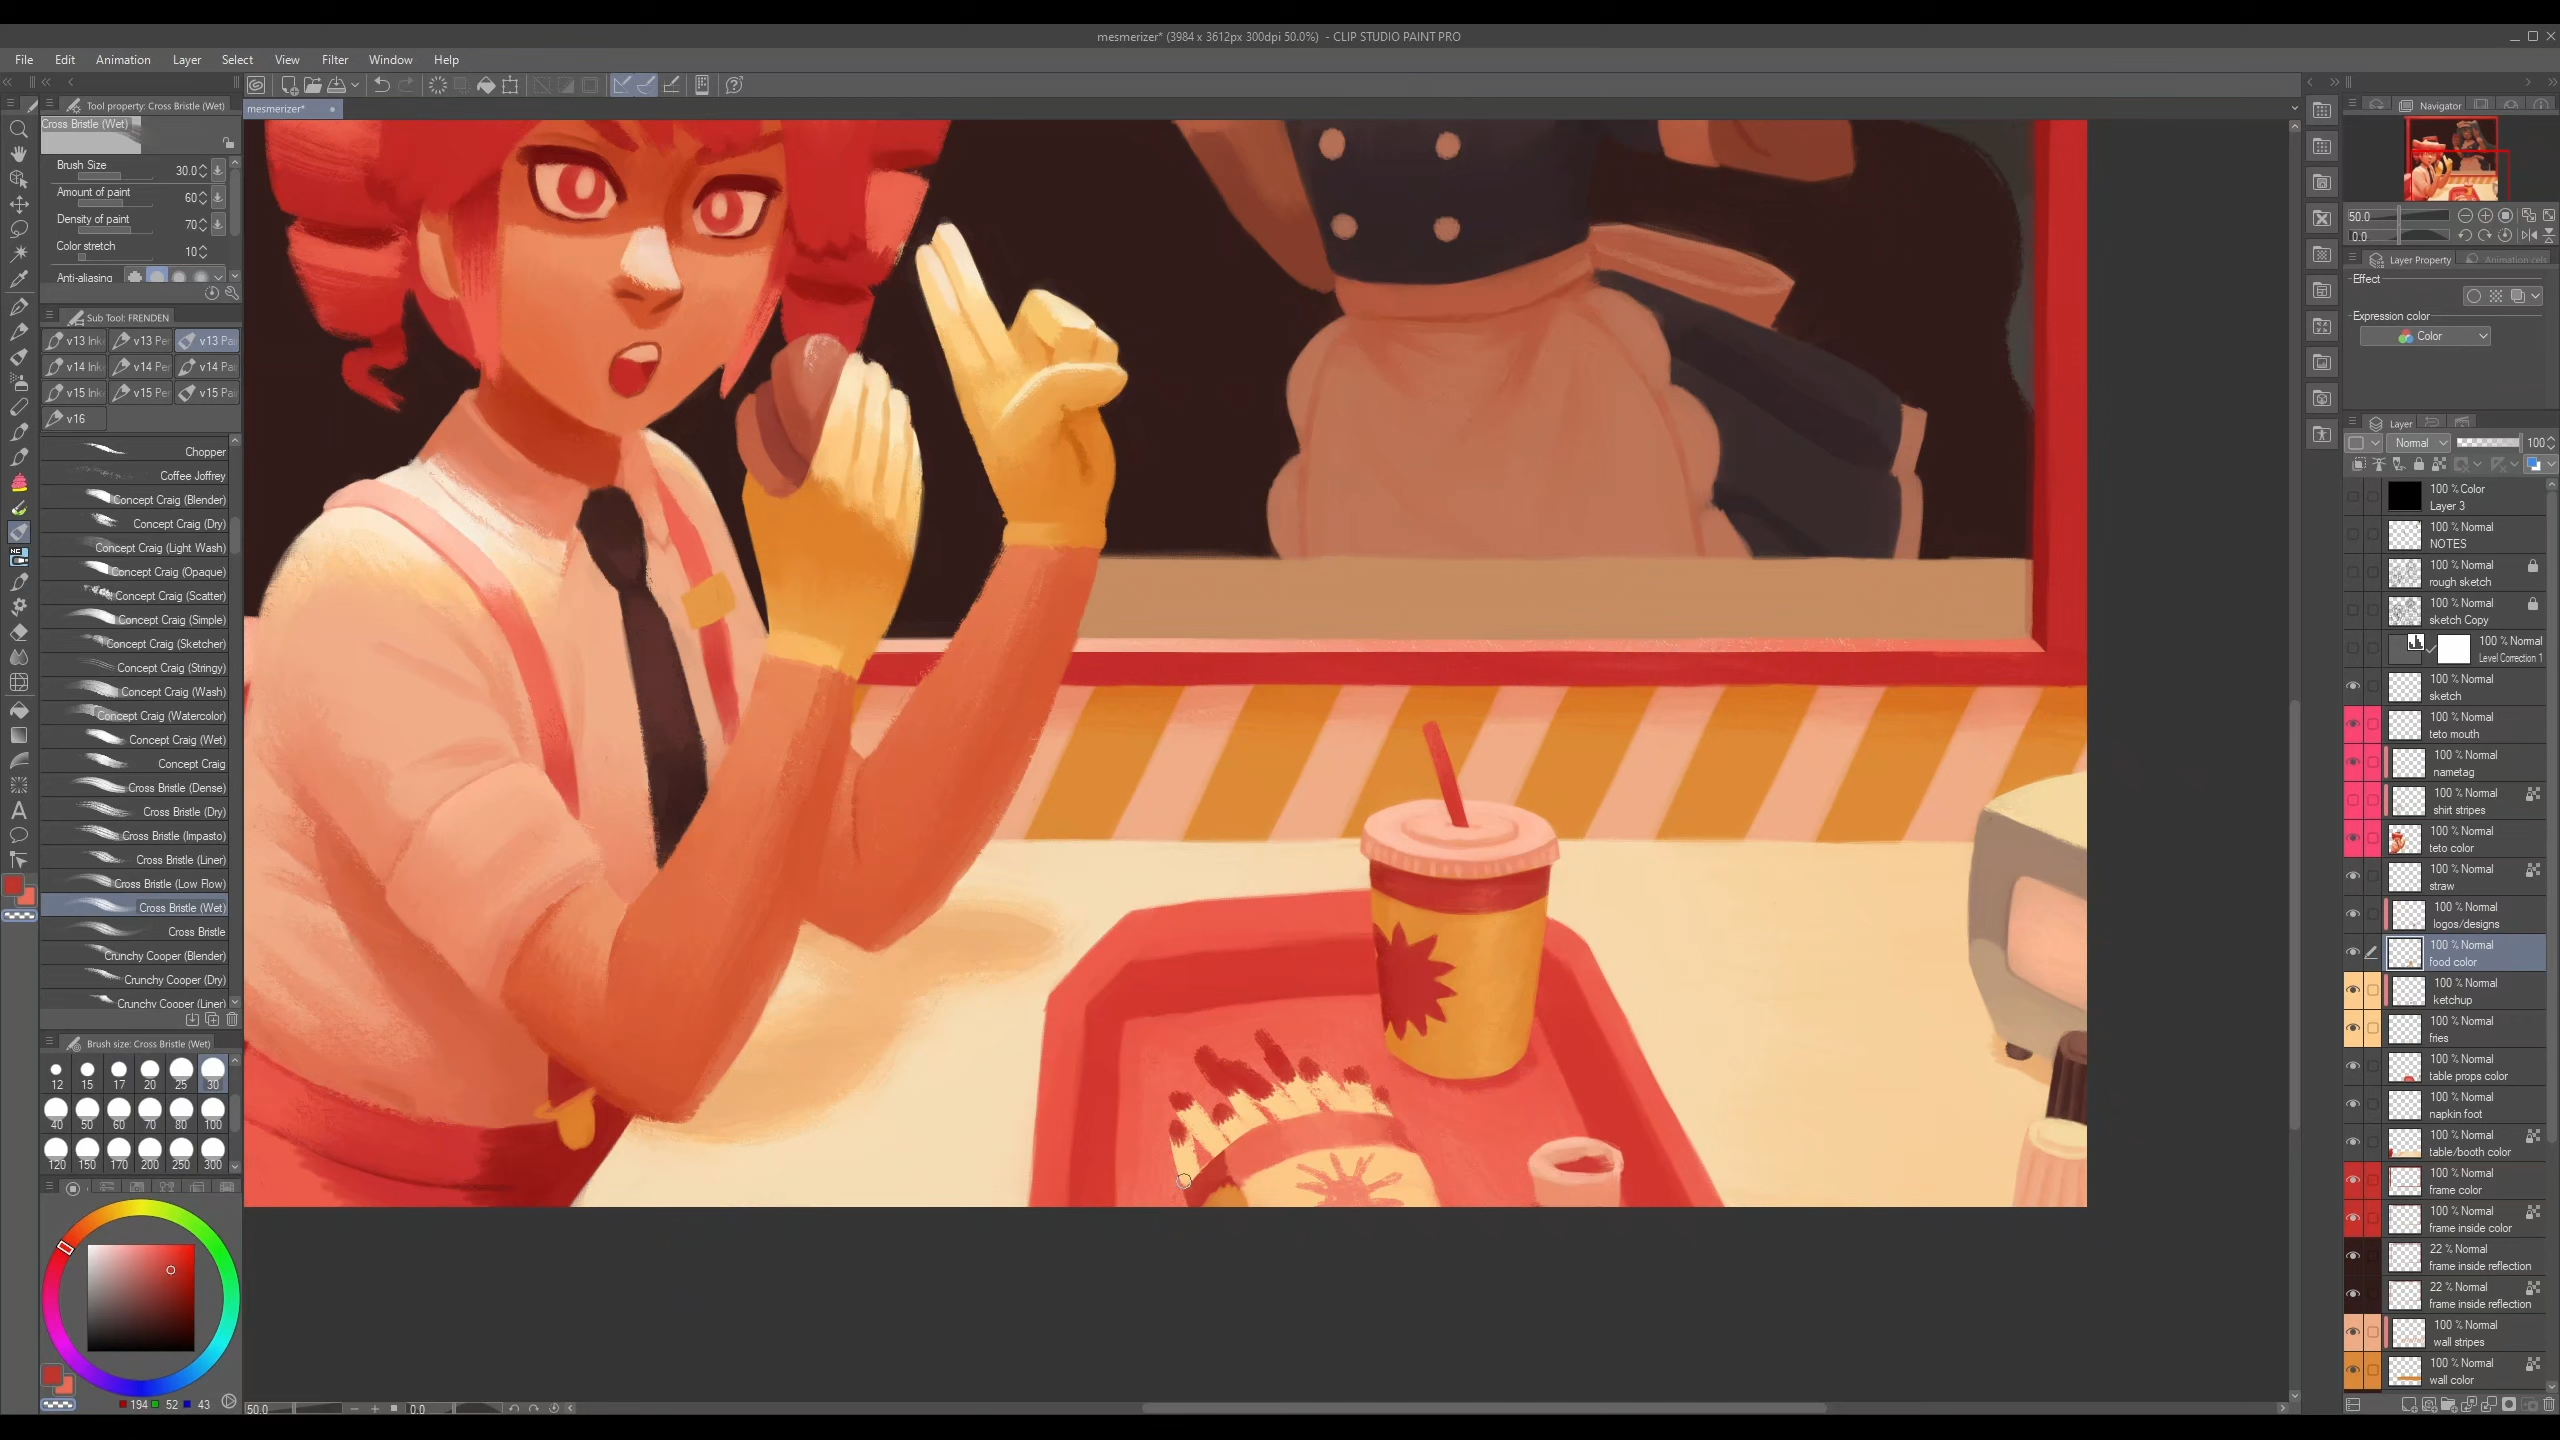 mesmerizer* (3984 x 3612px 300dpi 50.0%) - CLIP STUDIO PAINT PRO
File Edit Animation Layer Select View Filter Window Help
Tool property: Cross Bristle (Wet)
mesmerizer*
Cross Bristle (Wet)
Brush Size 30.0
Amount of paint 60
Density of paint 70
Color stretch 10
Anti-aliasing
Sub Tool: FRENDEN
v13 Ink v13 Per v13 Pai
v14 Ink v14 Per v14 Pai
v15 Ink v15 Per v15 Pai
v16
Chopper
Coffee Joffrey
Concept Craig (Blender)
Concept Craig (Dry)
Concept Craig (Light Wash)
Concept Craig (Opaque)
Concept Craig (Scatter)
Concept Craig (Simple)
Concept Craig (Sketcher)
Concept Craig (Stringy)
Concept Craig (Wash)
Concept Craig (Watercolor)
Concept Craig (Wet)
Concept Craig
Cross Bristle (Dense)
Cross Bristle (Dry)
Cross Bristle (Impasto)
Cross Bristle (Liner)
Cross Bristle (Low Flow)
Cross Bristle (Wet)
Cross Bristle
Crunchy Cooper (Blender)
Crunchy Cooper (Dry)
Crunchy Cooper (Liner)
Brush size: Cross Bristle (Wet)
12 15 17 20 25 30
40 50 60 70 80 100
120 150 170 200 250 300
194 52 43
50.0 0.0
Navigator
50.0
0.0
Layer Property Animation cels
Effect
Expression color
Color
Layer
Normal 100
100 % Color
Layer 3
100 % Normal
NOTES
100 % Normal
rough sketch
100 % Normal
sketch Copy
100 % Normal
Level Correction 1
100 % Normal
sketch
100 % Normal
teto mouth
100 % Normal
nametag
100 % Normal
shirt stripes
100 % Normal
teto color
100 % Normal
straw
100 % Normal
logos/designs
100 % Normal
food color
100 % Normal
ketchup
100 % Normal
fries
100 % Normal
table props color
100 % Normal
napkin foot
100 % Normal
table/booth color
100 % Normal
frame color
100 % Normal
frame inside color
22 % Normal
frame inside reflection
22 % Normal
frame inside reflection
100 % Normal
wall stripes
100 % Normal
wall color